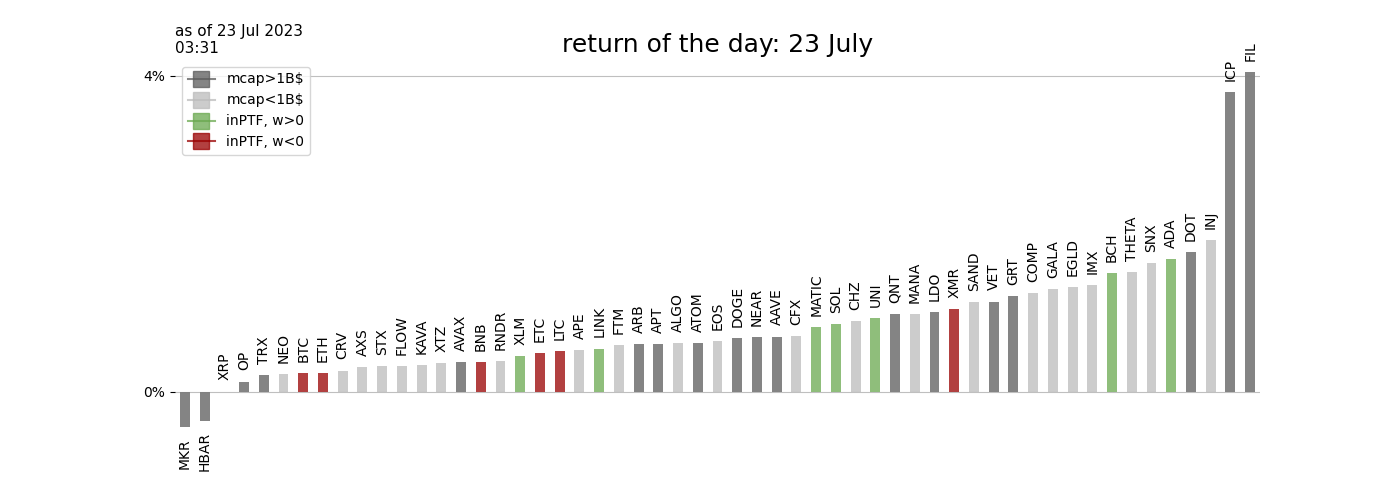 as of 23 Jul 2023
03:31
return of the day: 23 July
4%
mcap>1B$
mcap<1B$
inPTF, w>0
inPTF, w<0
0%
MKR
HBAR
XRP
OP
TRX
NEO
BTC
ETH
CRV
AXS
STX
FLOW
KAVA
XTZ
AVAX
BNB
RNDR
XLM
ETC
LTC
APE
LINK
FTM
ARB
APT
ALGO
ATOM
EOS
DOGE
NEAR
AAVE
CFX
MATIC
SOL
CHZ
UNI
QNT
MANA
LDO
XMR
SAND
VET
GRT
COMP
GALA
EGLD
IMX
BCH
THETA
SNX
ADA
DOT
INJ
ICP
FIL